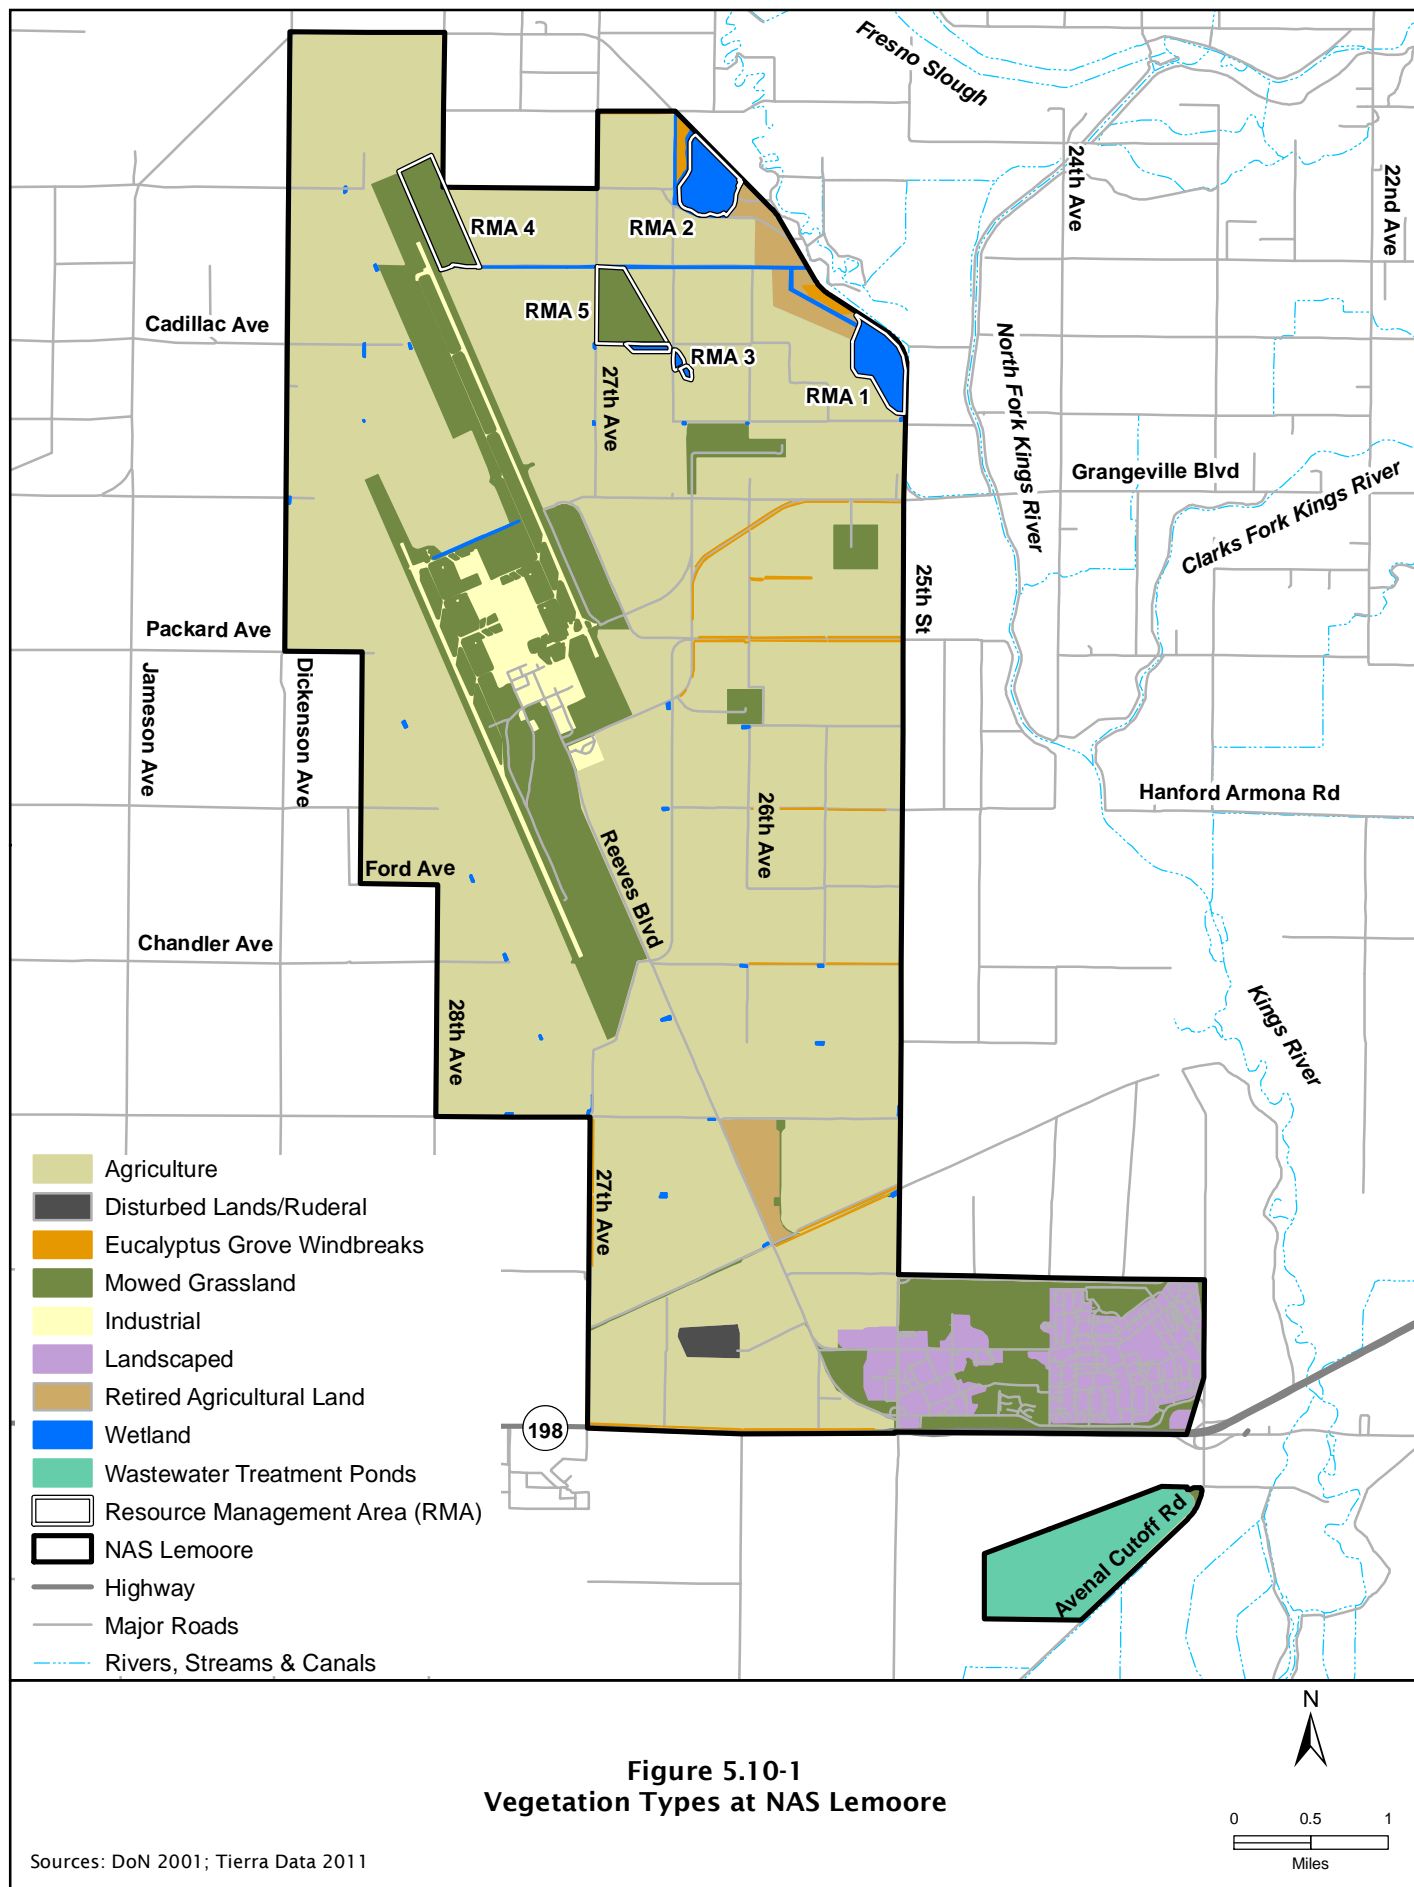 Fresno Slough
24th Ave
22nd Ave
RMA 4
RMA 2
RMA 5
RMA 3
RMA 1
Cadillac Ave
27th Ave
North Fork Kings River
Grangeville Blvd
Clarks Fork Kings River
25th St
Packard Ave
Jameson Ave
Dickenson Ave
Hanford Armona Rd
26th Ave
Reeves Blvd
Ford Ave
Chandler Ave
28th Ave
Kings River
27th Ave
198
Avenal Cutoff Rd
Agriculture
Disturbed Lands/Ruderal
Eucalyptus Grove Windbreaks
Mowed Grassland
Industrial
Landscaped
Retired Agricultural Land
Wetland
Wastewater Treatment Ponds
Resource Management Area (RMA)
NAS Lemoore
Highway
Major Roads
Rivers, Streams & Canals
N
Figure 5.10-1
Vegetation Types at NAS Lemoore
0 0.5 1
Miles
Sources: DoN 2001; Tierra Data 2011